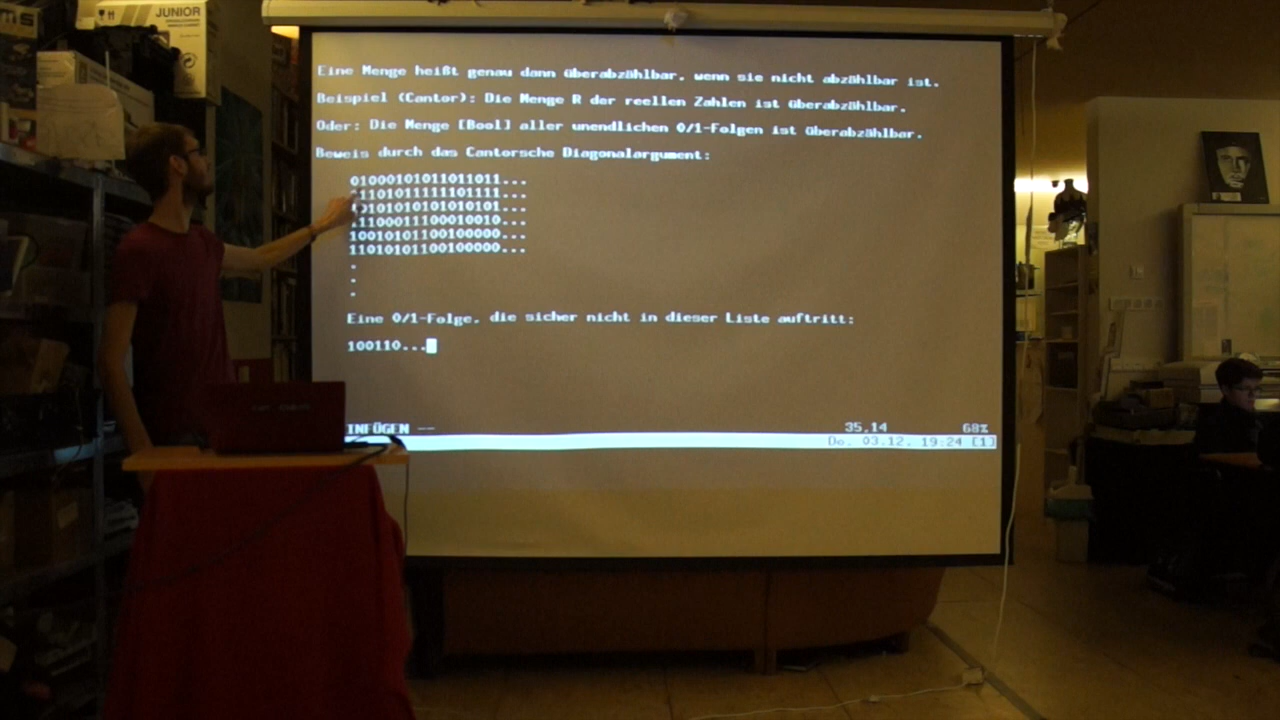 JUNIOR
Eine Menge heißt genau dann überabzählbar, wenn sie nicht abzählbar ist.
Beispiel (Cantor): Die Menge R der reellen Zahlen ist überabzählbar.
Oder: Die Menge [Bool] aller unendlichen 0/1-Folgen ist überabzählbar.
Beweis durch das Cantorsche Diagonalargument:
01000101011011011...
1101011111101111...
0101010101010101...
1100011100010010...
10010101100100000...
11010101100100000...
.
.
.
Eine 0/1-Folge, die sicher nicht in dieser Liste auftritt:
100110...
INFÜGEN -- 35,14 68%
Do. 03.12. 19:24 [1]